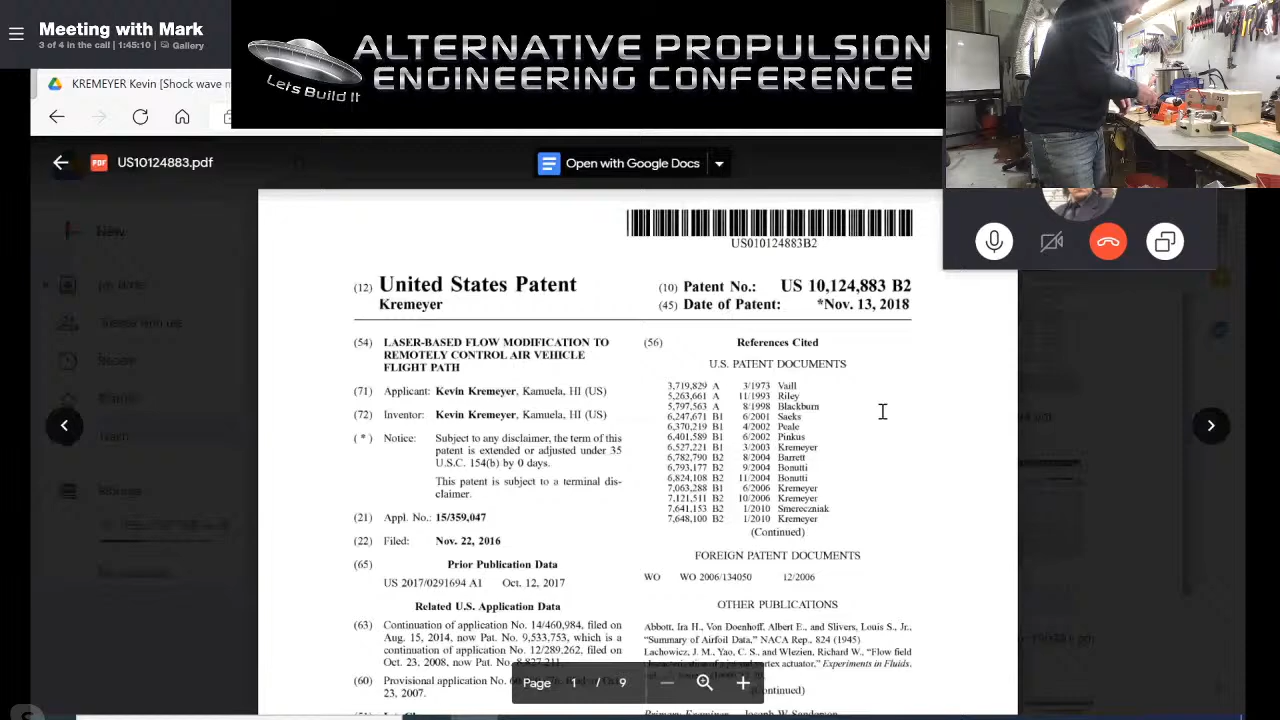 Meeting with Mark
3 of 4 in the call | 1:45:10 | Gallery
ALTERNATIVE PROPULSION
ENGINEERING CONFERENCE
Lets Build It
KREMEYER Kevin [Shock wave
US10124883.pdf
Open with Google Docs
US010124883B2
(12) United States Patent
Kremeyer
(10) Patent No.: US 10,124,883 B2
(45) Date of Patent: *Nov. 13, 2018
(54) LASER-BASED FLOW MODIFICATION TO
REMOTELY CONTROL AIR VEHICLE
FLIGHT PATH
(71) Applicant: Kevin Kremeyer, Kamuela, HI (US)
(72) Inventor: Kevin Kremeyer, Kamuela, HI (US)
( * ) Notice: Subject to any disclaimer, the term of this
patent is extended or adjusted under 35
U.S.C. 154(b) by 0 days.
This patent is subject to a terminal dis-
claimer.
(21) Appl. No.: 15/359,047
(22) Filed: Nov. 22, 2016
(65) Prior Publication Data
US 2017/0291694 A1 Oct. 12, 2017
Related U.S. Application Data
(63) Continuation of application No. 14/460,984, filed on
Aug. 15, 2014, now Pat. No. 9,533,753, which is a
continuation of application No. 12/289,262, filed on
Oct. 23, 2008, now Pat. No. 8,827,211.
(60) Provisional application No.
23, 2007.
(56) References Cited
U.S. PATENT DOCUMENTS
3,719,829 A 3/1973 Vaill
5,263,661 A 11/1993 Riley
5,797,563 A 8/1998 Blackburn
6,247,671 B1 6/2001 Saeks
6,370,219 B1 4/2002 Peale
6,401,589 B1 6/2002 Pinkus
6,527,221 B1 3/2003 Kremeyer
6,782,790 B2 8/2004 Barrett
6,793,177 B2 9/2004 Bonutti
6,824,108 B2 11/2004 Bonutti
7,063,288 B1 6/2006 Kremeyer
7,121,511 B2 10/2006 Kremeyer
7,641,153 B2 1/2010 Smereczniak
7,648,100 B2 1/2010 Kremeyer
(Continued)
FOREIGN PATENT DOCUMENTS
WO WO 2006/134050 12/2006
OTHER PUBLICATIONS
Abbott, Ira H., Von Doenhoff, Albert E., and Slivers, Louis S., Jr.,
"Summary of Airfoil Data," NACA Rep., 824 (1945)
Lachowicz, J. M., Yao, C. S., and Wlezien, Richard W., "Flow field
vortex actuator," Experiments in Fluids,
(Continued)
Primary Examiner Joseph W Sanderson
Page 1 / 9